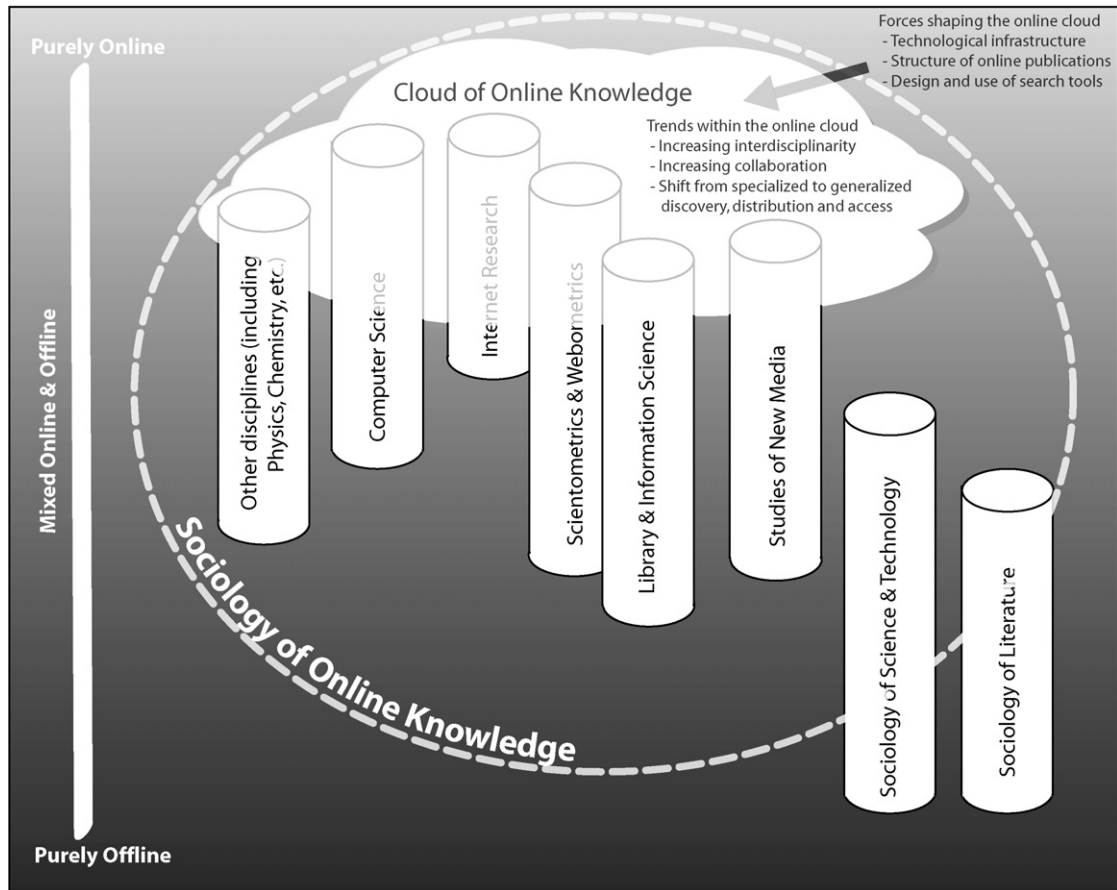 Purely Online
Forces shaping the online cloud
- Technological infrastructure
- Structure of online publications
- Design and use of search tools
Cloud of Online Knowledge
Trends within the online cloud
- Increasing interdisciplinarity
- Increasing collaboration
- Shift from specialized to generalized
discovery, distribution and access
Mixed Online & Offline
Other disciplines (including
Physics, Chemistry, etc.)
Computer Science
Internet Research
Scientometrics & Webometrics
Library & Information Science
Studies of New Media
Sociology of Science & Technology
Sociology of Literature
Sociology of Online Knowledge
Purely Offline